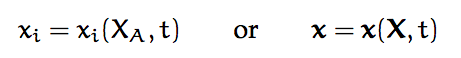 xᵢ = xᵢ(X_A, t) or 𝒙 = 𝒙(𝑿, t)